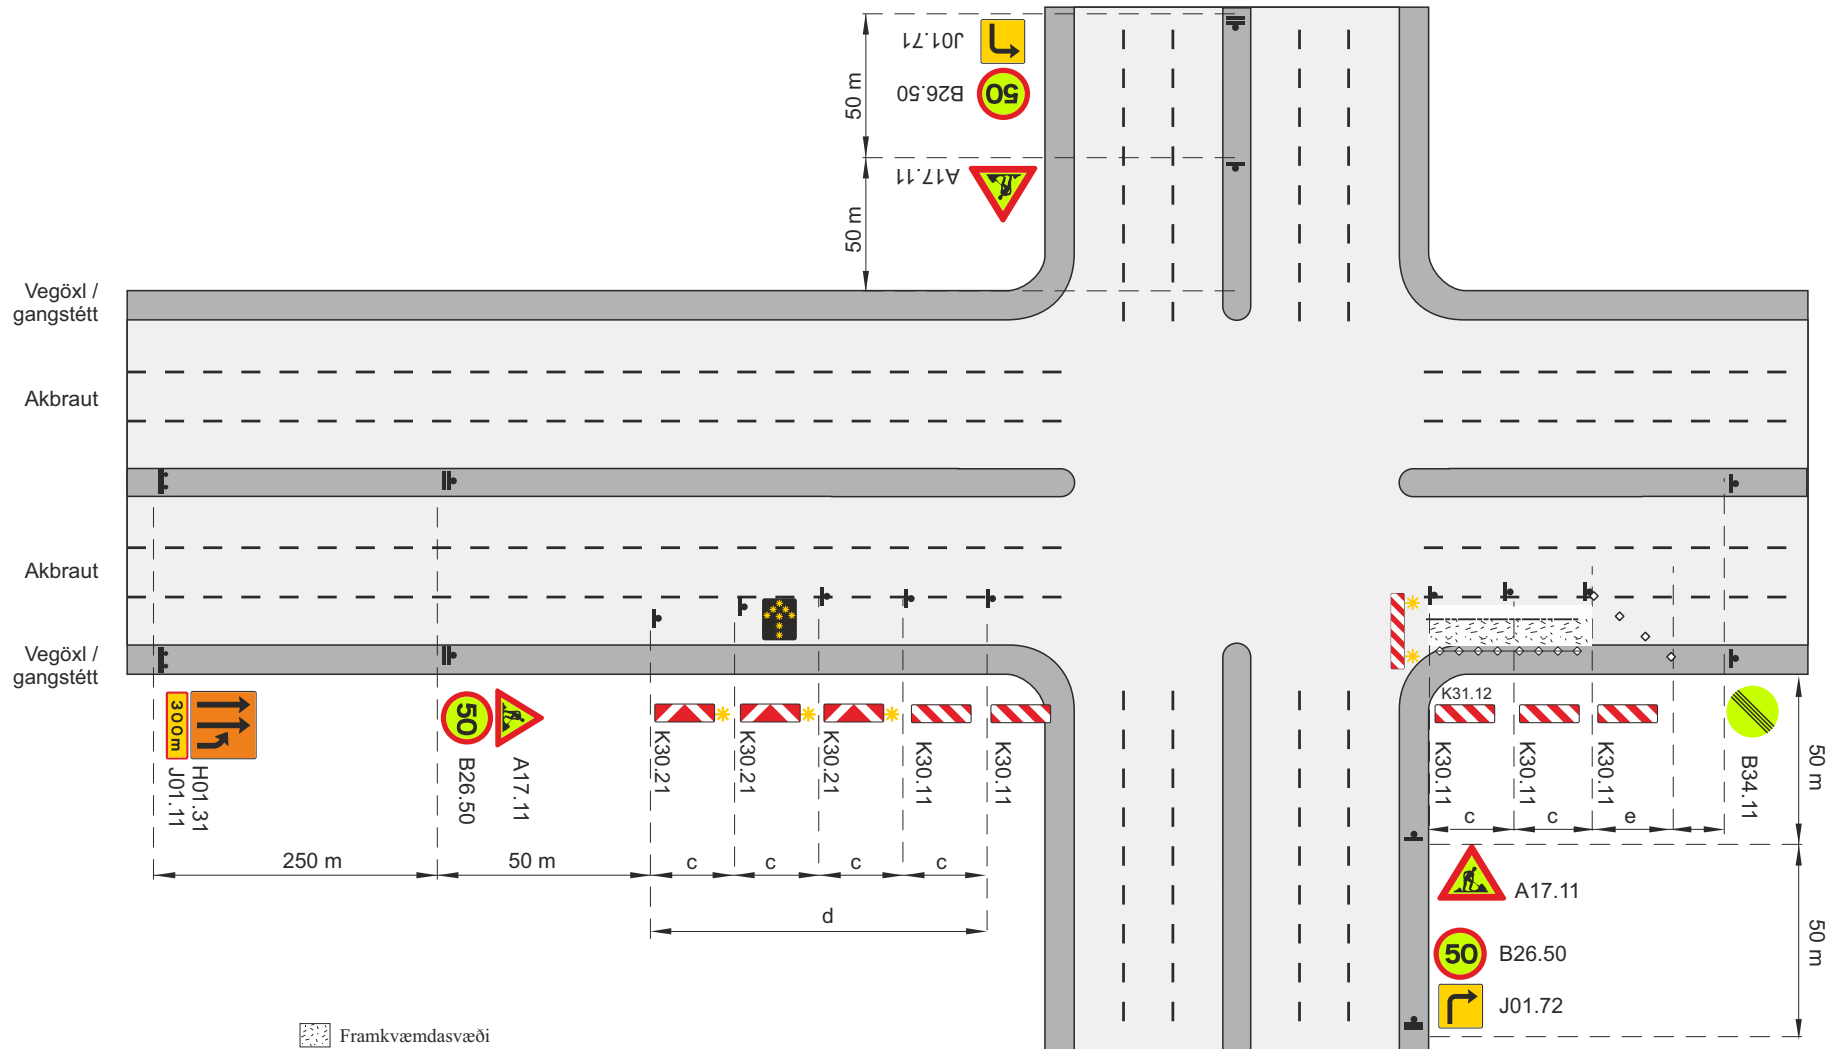 J01.71
50
B26.50
50 m
A17.11
50 m
Vegöxl /
gangstétt
Akbraut
Akbraut
Vegöxl /
gangstétt
300m
J01.11
H01.31
50
B26.50
A17.11
K30.21
K30.21
K30.21
K30.11
K30.11
K31.12
K30.11
K30.11
K30.11
B34.11
50 m
c
c
e
250 m
50 m
c
c
c
c
d
A17.11
50
B26.50
50 m
J01.72
Framkvæmdasvæði